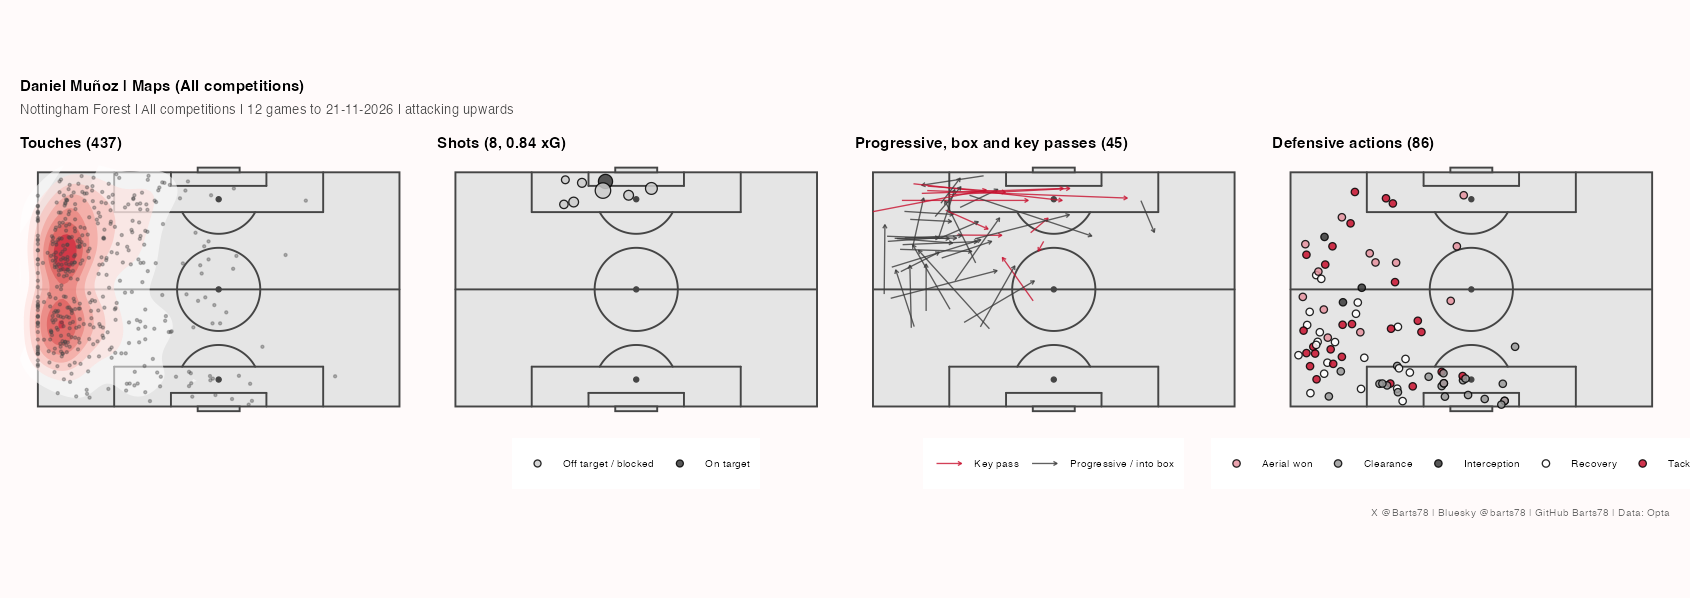 Daniel Muñoz | Maps (All competitions)
Nottingham Forest | All competitions | 12 games to 21-11-2026 | attacking upwards
Touches (437)
Shots (8, 0.84 xG)
Progressive, box and key passes (45)
Defensive actions (86)
Off target / blocked
On target
Key pass
Progressive / into box
Aerial won
Clearance
Interception
Recovery
Tack
X @Barts78 | Bluesky @barts78 | GitHub Barts78 | Data: Opta